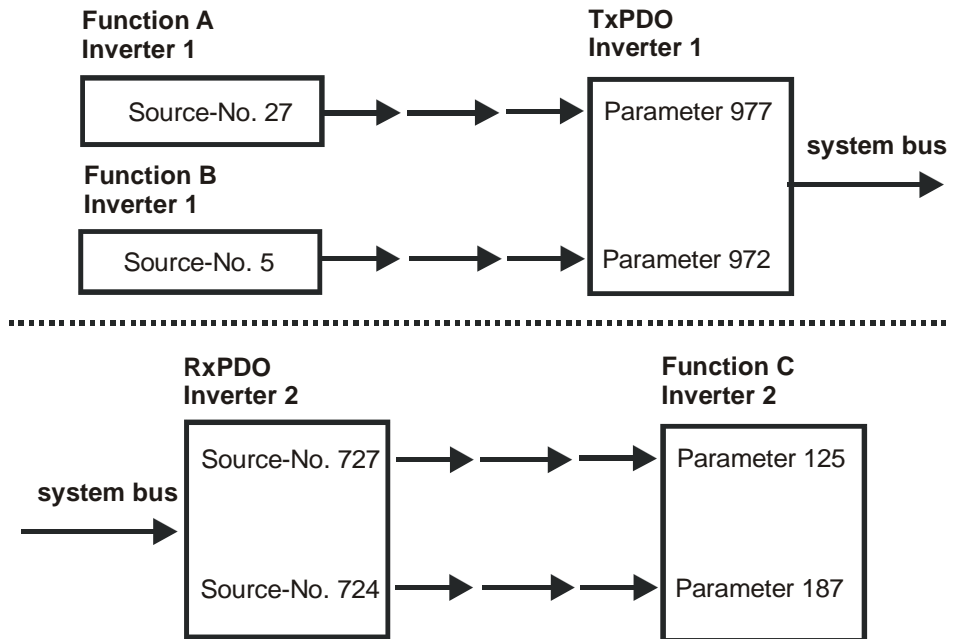 Function A
Inverter 1
TxPDO
Inverter 1
Source-No. 27
Parameter 977
system bus
Function B
Inverter 1
Source-No. 5
Parameter 972
RxPDO
Inverter 2
Function C
Inverter 2
Source-No. 727
Parameter 125
system bus
Source-No. 724
Parameter 187